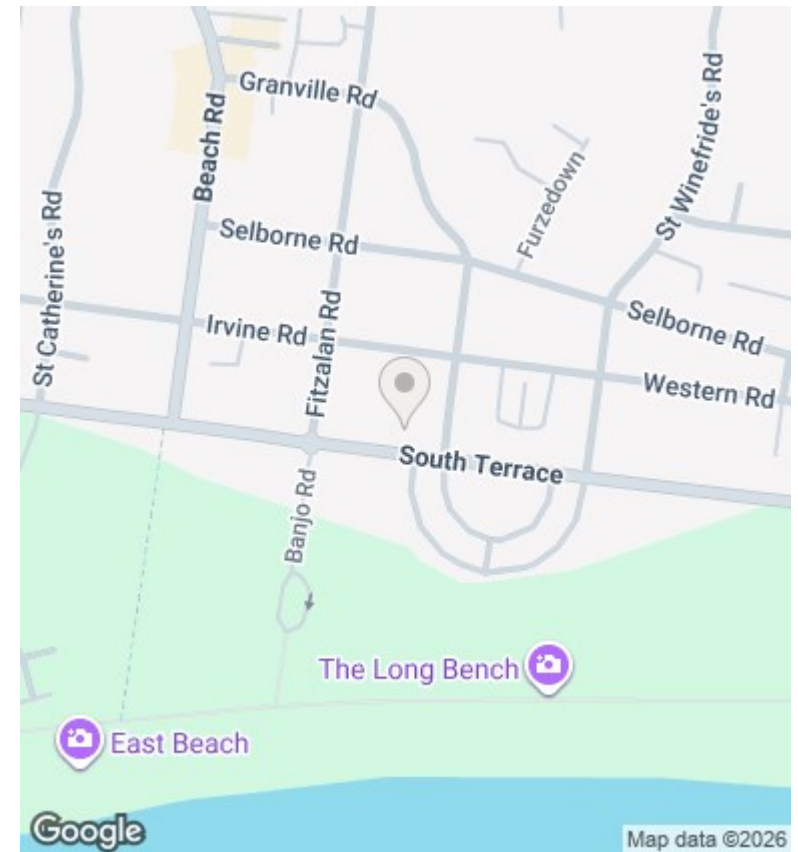 Granville Rd
Beach Rd
St Winefride's Rd
Furzedown
Selborne Rd
St Catherine's Rd
Irvine Rd
Fitzalan Rd
Selborne Rd
Western Rd
South Terrace
Banjo Rd
The Long Bench
East Beach
Google
Map data ©2026